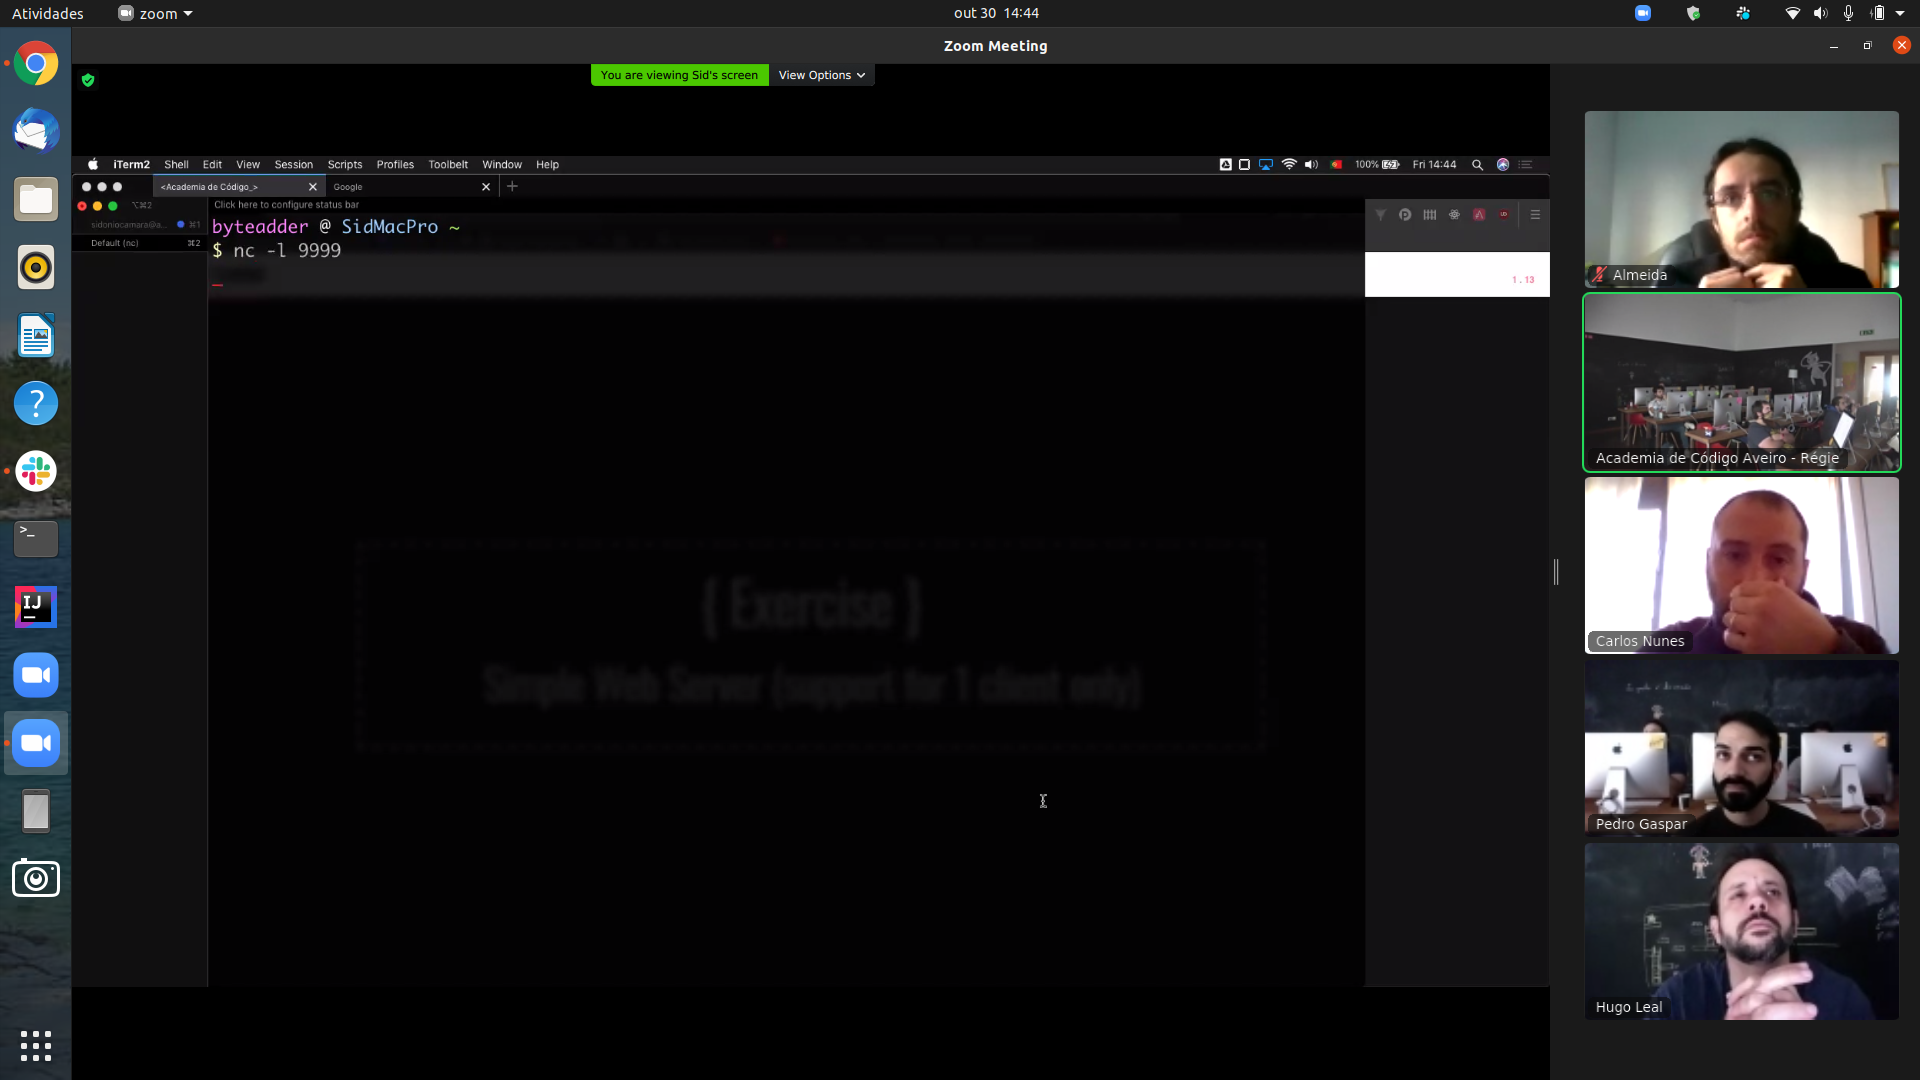 Atividades
zoom
out 30 14:44
Zoom Meeting
You are viewing Sid's screen
View Options
iTerm2 Shell Edit View Session Scripts Profiles Toolbelt Window Help
100%
Fri 14:44
<Academia de Código_>
Google
⌥⌘2
Click here to configure status bar
sidoniocamara@a... ⌘1
Default (nc) ⌘2
byteadder @ SidMacPro ~
$ nc -l 9999
1.13
{ Exercise }
Simple Web Server (support for 1 client only)
Almeida
Academia de Código Aveiro - Régie
Carlos Nunes
Pedro Gaspar
Hugo Leal